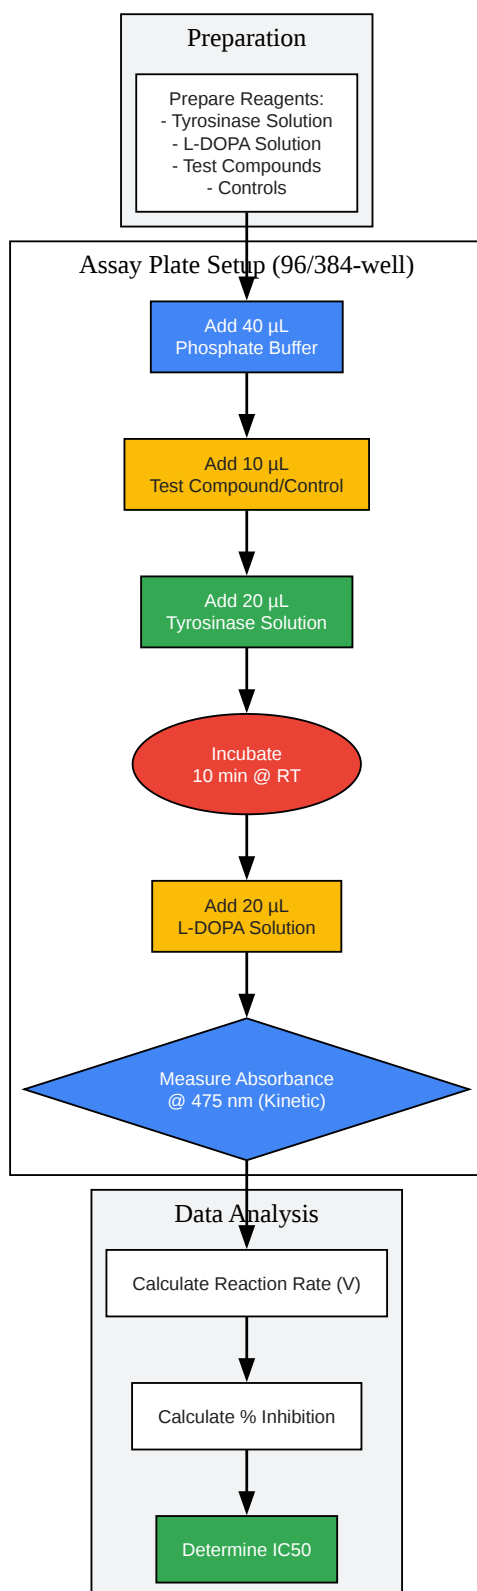 Preparation
Prepare Reagents:
- Tyrosinase Solution
- L-DOPA Solution
- Test Compounds
- Controls
Assay Plate Setup (96/384-well)
Add 40 µL
Phosphate Buffer
Add 10 µL
Test Compound/Control
Add 20 µL
Tyrosinase Solution
Incubate
10 min @ RT
Add 20 µL
L-DOPA Solution
Measure Absorbance
@ 475 nm (Kinetic)
Data Analysis
Calculate Reaction Rate (V)
Calculate % Inhibition
Determine IC50